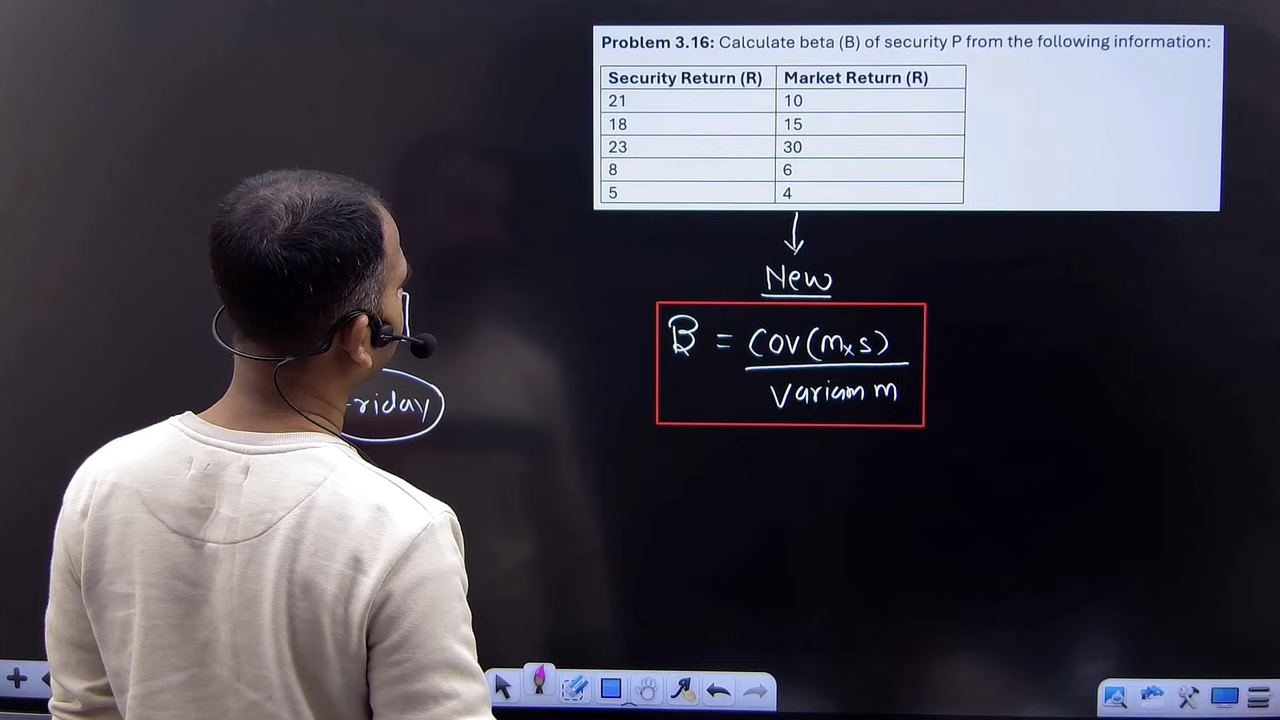 Problem 3.16: Calculate beta (B) of security P from the following information:
Security Return (R) Market Return (R)
21 10
18 15
23 30
8 6
5 4
New
B = Cov(m×s)
Varian m
riday